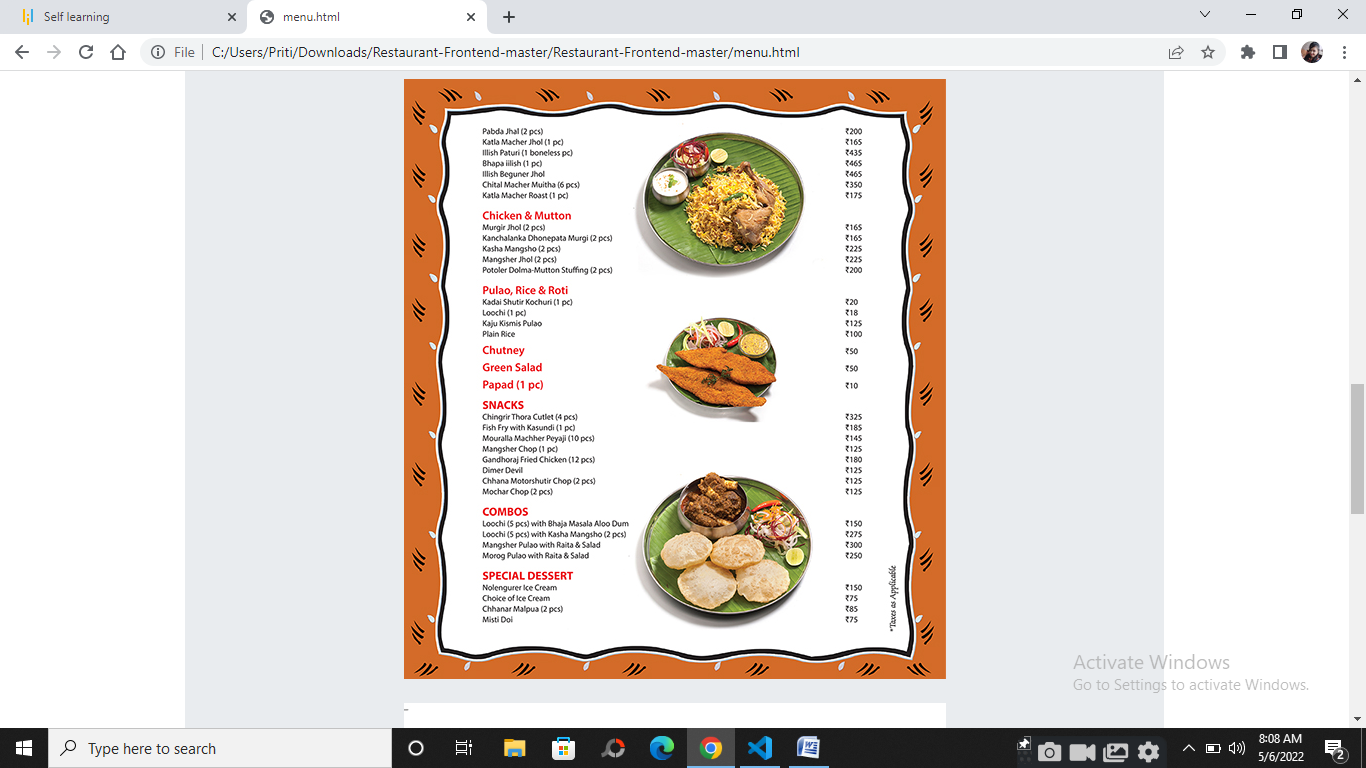 Self learning
menu.html
File
C:/Users/Priti/Downloads/Restaurant-Frontend-master/Restaurant-Frontend-master/menu.html
Pabda Jhal (2 pcs) ₹200
Katla Macher Jhol (1 pc) ₹165
Illish Paturi (1 boneless pc) ₹435
Bhapa iilish (1 pc) ₹465
Illish Beguner Jhol ₹465
Chital Macher Muitha (6 pcs) ₹350
Katla Macher Roast (1 pc) ₹175
Chicken & Mutton
Murgir Jhol (2 pcs) ₹165
Kanchalanka Dhonepata Murgi (2 pcs) ₹165
Kasha Mangsho (2 pcs) ₹225
Mangsher Jhol (2 pcs) ₹225
Potoler Dolma-Mutton Stuffing (2 pcs) ₹200
Pulao, Rice & Roti
Kadai Shutir Kochuri (1 pc) ₹20
Loochi (1 pc) ₹18
Kaju Kismis Pulao ₹125
Plain Rice ₹100
Chutney ₹50
Green Salad ₹50
Papad (1 pc) ₹10
SNACKS
Chingrir Thora Cutlet (4 pcs) ₹325
Fish Fry with Kasundi (1 pc) ₹185
Mouralla Machher Peyaji (10 pcs) ₹145
Mangsher Chop (1 pc) ₹125
Gandhoraj Fried Chicken (12 pcs) ₹180
Dimer Devil ₹125
Chhana Motorshutir Chop (2 pcs) ₹125
Mochar Chop (2 pcs) ₹125
COMBOS
Loochi (5 pcs) with Bhaja Masala Aloo Dum ₹150
Loochi (5 pcs) with Kasha Mangsho (2 pcs) ₹275
Mangsher Pulao with Raita & Salad ₹300
Morog Pulao with Raita & Salad ₹250
SPECIAL DESSERT
Nolengurer Ice Cream ₹150
Choice of Ice Cream ₹75
Chhanar Malpua (2 pcs) ₹85
Misti Doi ₹75
*Taxes as Applicable
Activate Windows
Go to Settings to activate Windows.
Type here to search
8:08 AM
5/6/2022
2